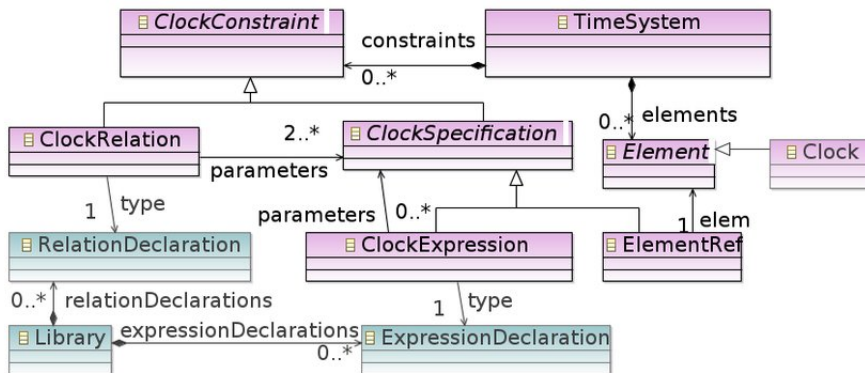 ClockConstraint
TimeSystem
constraints
0..*
elements
0..*
ClockRelation
2..*
ClockSpecification
parameters
Element
Clock
1
type
parameters
0..*
1
elem
RelationDeclaration
ClockExpression
ElementRef
0..*
relationDeclarations
1
type
Library
expressionDeclarations
0..*
ExpressionDeclaration